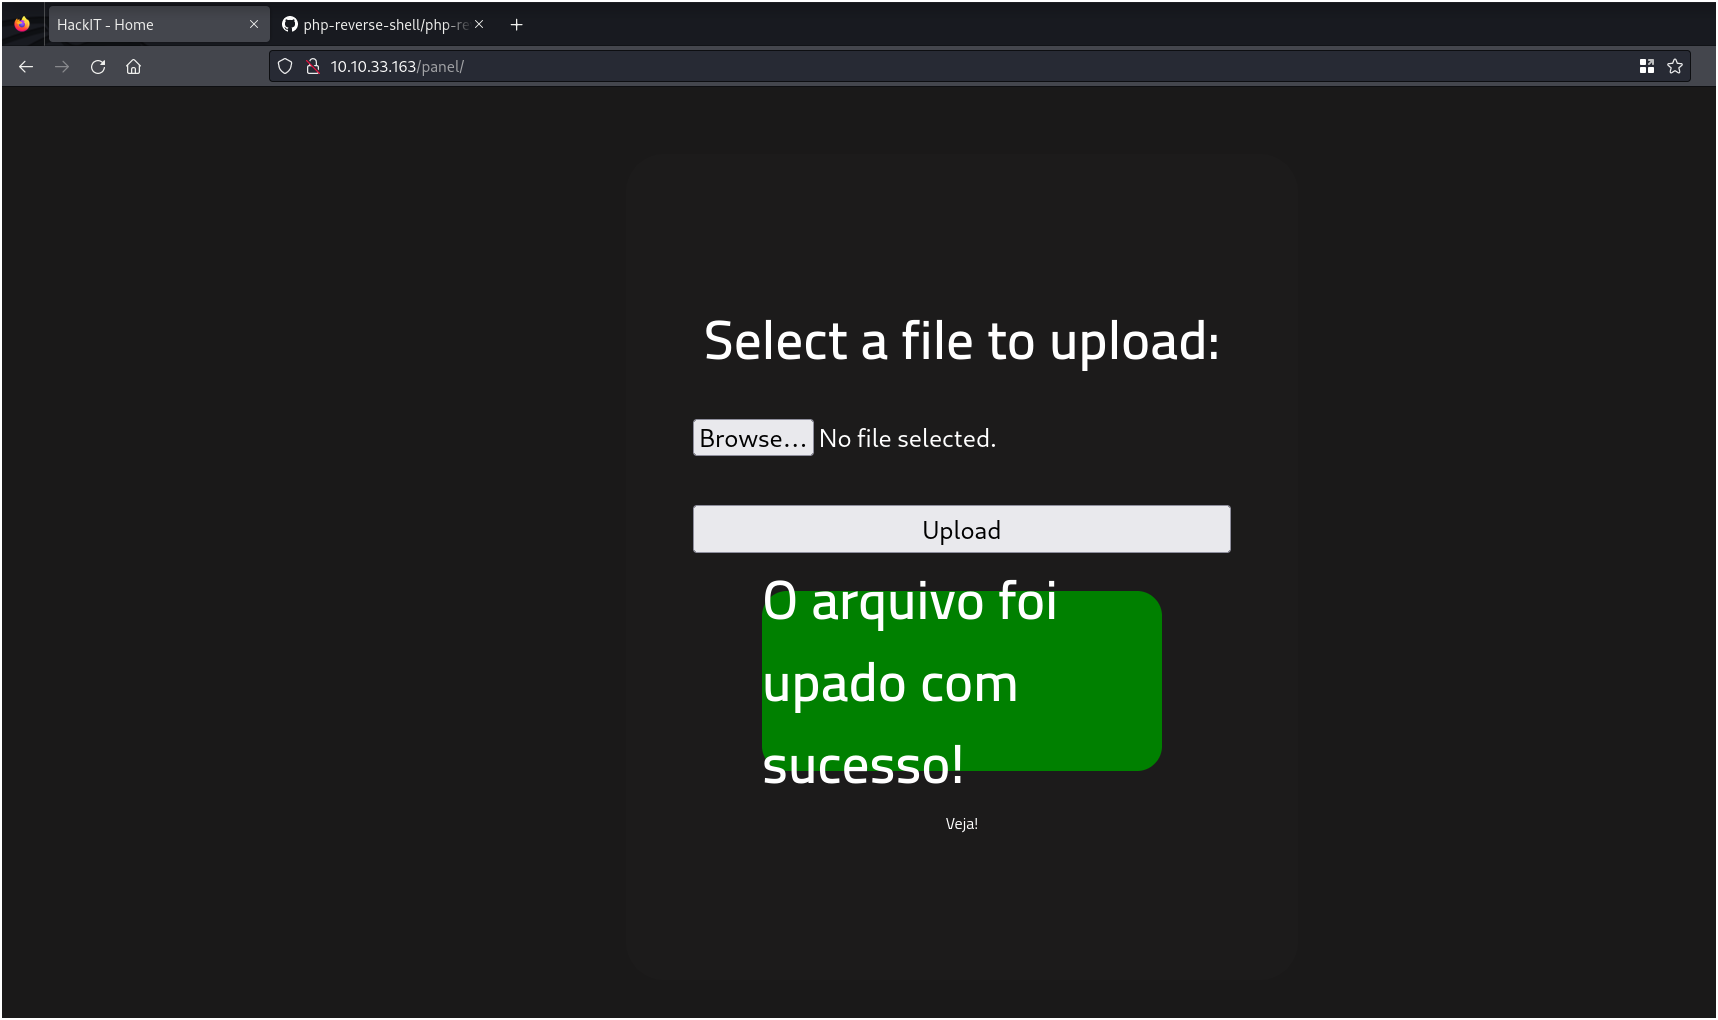 HackIT - Home
php-reverse-shell/php-re
10.10.33.163/panel/
Select a file to upload:
Browse... No file selected.
Upload
O arquivo foi
upado com
sucesso!
Veja!